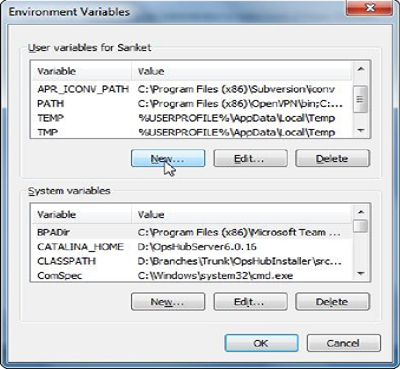 Environment Variables
User variables for Sanket
Variable Value
APR_ICONV_PATH C:\Program Files (x86)\Subversion\iconv
PATH C:\Program Files (x86)\OpenVPN\bin;C:...
TEMP %USERPROFILE%\AppData\Local\Temp
TMP %USERPROFILE%\AppData\Local\Temp
New... Edit... Delete
System variables
Variable Value
BPADir C:\Program Files (x86)\Microsoft Team ...
CATALINA_HOME D:\OpsHubServer6.0.16
CLASSPATH D:\Branches\Trunk\OpsHubInstaller\src...
ComSpec C:\Windows\system32\cmd.exe
New... Edit... Delete
OK Cancel